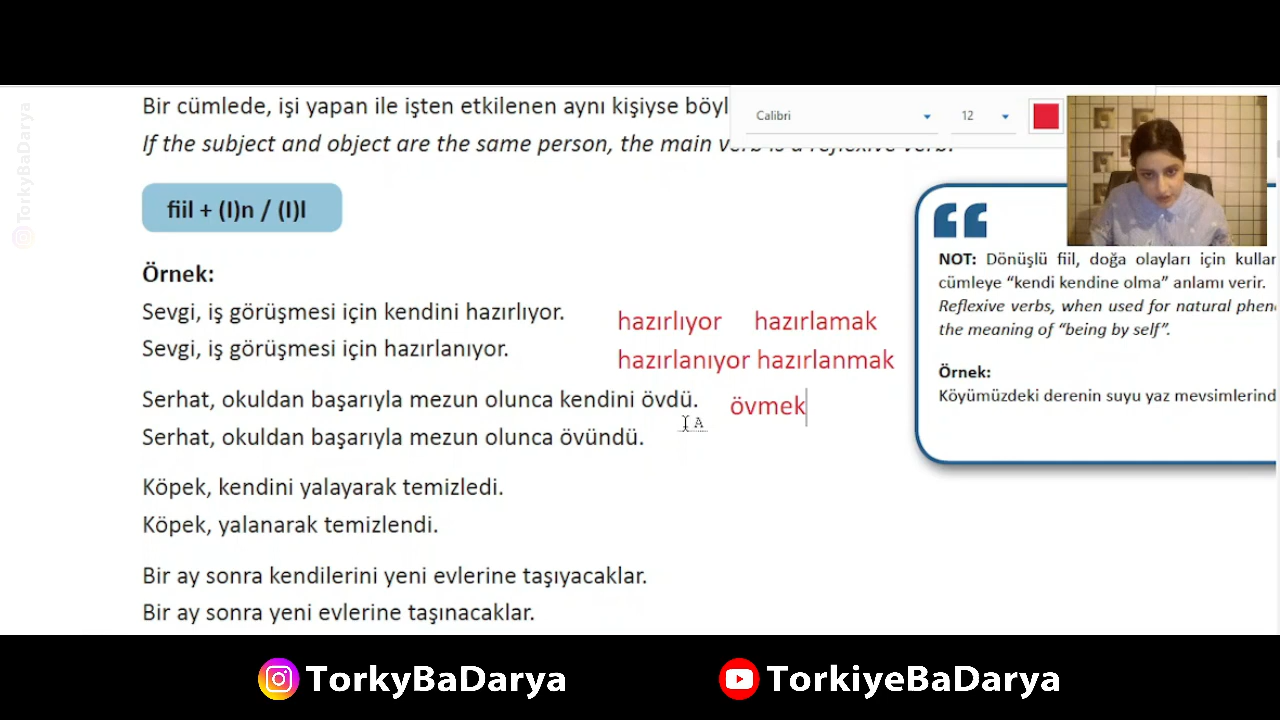 TorkyBaDarya
Bir cümlede, işi yapan ile işten etkilenen aynı kişiyse böyl
If the subject and object are the same person, the main verb is a reflexive verb.
Calibri
12
fiil + (I)n / (I)l
Örnek:
Sevgi, iş görüşmesi için kendini hazırlıyor.
Sevgi, iş görüşmesi için hazırlanıyor.
hazırlıyor hazırlamak
hazırlanıyor hazırlanmak
Serhat, okuldan başarıyla mezun olunca kendini övdü.
övmek
Serhat, okuldan başarıyla mezun olunca övündü.
Köpek, kendini yalayarak temizledi.
Köpek, yalanarak temizlendi.
Bir ay sonra kendilerini yeni evlerine taşıyacaklar.
Bir ay sonra yeni evlerine taşınacaklar.
NOT: Dönüşlü fiil, doğa olayları için kullar
cümleye “kendi kendine olma” anlamı verir.
Reflexive verbs, when used for natural phen
the meaning of “being by self”.
Örnek:
Köyümüzdeki derenin suyu yaz mevsimlerind
TorkyBaDarya
TorkiyeBaDarya